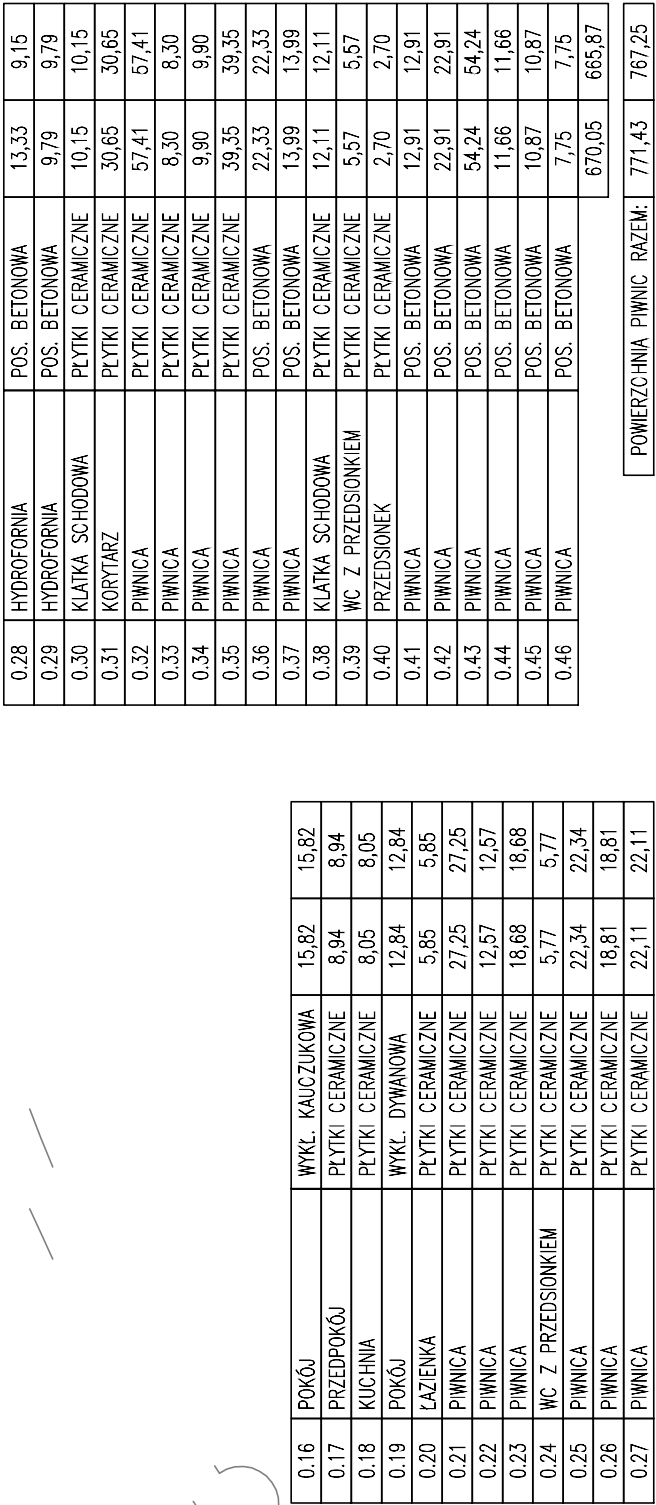 0.16 POKÓJ WYKŁ. KAUCZUKOWA 15,82 15,82
0.17 PRZEDPOKÓJ PŁYTKI CERAMICZNE 8,94 8,94
0.18 KUCHNIA PŁYTKI CERAMICZNE 8,05 8,05
0.19 POKÓJ WYKŁ. DYWANOWA 12,84 12,84
0.20 ŁAZIENKA PŁYTKI CERAMICZNE 5,85 5,85
0.21 PIWNICA PŁYTKI CERAMICZNE 27,25 27,25
0.22 PIWNICA PŁYTKI CERAMICZNE 12,57 12,57
0.23 PIWNICA PŁYTKI CERAMICZNE 18,68 18,68
0.24 WC Z PRZEDSIONKIEM PŁYTKI CERAMICZNE 5,77 5,77
0.25 PIWNICA PŁYTKI CERAMICZNE 22,34 22,34
0.26 PIWNICA PŁYTKI CERAMICZNE 18,81 18,81
0.27 PIWNICA PŁYTKI CERAMICZNE 22,11 22,11
0.28 HYDROFORNIA POS. BETONOWA 13,33 9,15
0.29 HYDROFORNIA POS. BETONOWA 9,79 9,79
0.30 KLATKA SCHODOWA PŁYTKI CERAMICZNE 10,15 10,15
0.31 KORYTARZ PŁYTKI CERAMICZNE 30,65 30,65
0.32 PIWNICA PŁYTKI CERAMICZNE 57,41 57,41
0.33 PIWNICA PŁYTKI CERAMICZNE 8,30 8,30
0.34 PIWNICA PŁYTKI CERAMICZNE 9,90 9,90
0.35 PIWNICA PŁYTKI CERAMICZNE 39,35 39,35
0.36 PIWNICA POS. BETONOWA 22,33 22,33
0.37 PIWNICA POS. BETONOWA 13,99 13,99
0.38 KLATKA SCHODOWA PŁYTKI CERAMICZNE 12,11 12,11
0.39 WC Z PRZEDSIONKIEM PŁYTKI CERAMICZNE 5,57 5,57
0.40 PRZEDSIONEK PŁYTKI CERAMICZNE 2,70 2,70
0.41 PIWNICA POS. BETONOWA 12,91 12,91
0.42 PIWNICA POS. BETONOWA 22,91 22,91
0.43 PIWNICA POS. BETONOWA 54,24 54,24
0.44 PIWNICA POS. BETONOWA 11,66 11,66
0.45 PIWNICA POS. BETONOWA 10,87 10,87
0.46 PIWNICA POS. BETONOWA 7,75 7,75
670,05 665,87
POWIERZCHNIA PIWNIC RAZEM: 771,43 767,25